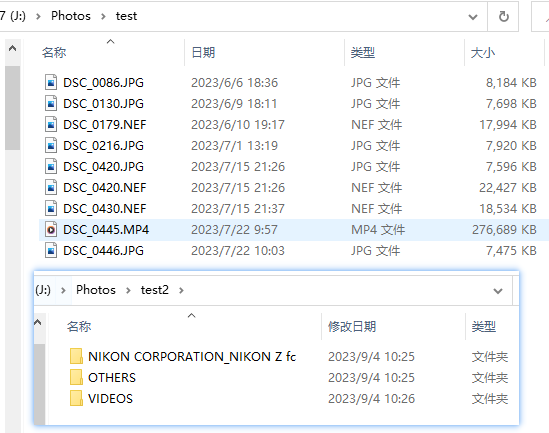 7 (J:) > Photos > test
名称 日期 类型 大小
DSC_0086.JPG 2023/6/6 18:36 JPG 文件 8,184 KB
DSC_0130.JPG 2023/6/9 18:11 JPG 文件 7,698 KB
DSC_0179.NEF 2023/6/10 19:17 NEF 文件 17,994 KB
DSC_0216.JPG 2023/7/1 13:19 JPG 文件 7,920 KB
DSC_0420.JPG 2023/7/15 21:26 JPG 文件 7,596 KB
DSC_0420.NEF 2023/7/15 21:26 NEF 文件 22,427 KB
DSC_0430.NEF 2023/7/15 21:37 NEF 文件 18,534 KB
DSC_0445.MP4 2023/7/22 9:57 MP4 文件 276,689 KB
DSC_0446.JPG 2023/7/22 10:03 JPG 文件 7,475 KB
(J:) > Photos > test2 >
名称 修改日期 类型
NIKON CORPORATION_NIKON Z fc 2023/9/4 10:25 文件夹
OTHERS 2023/9/4 10:25 文件夹
VIDEOS 2023/9/4 10:26 文件夹